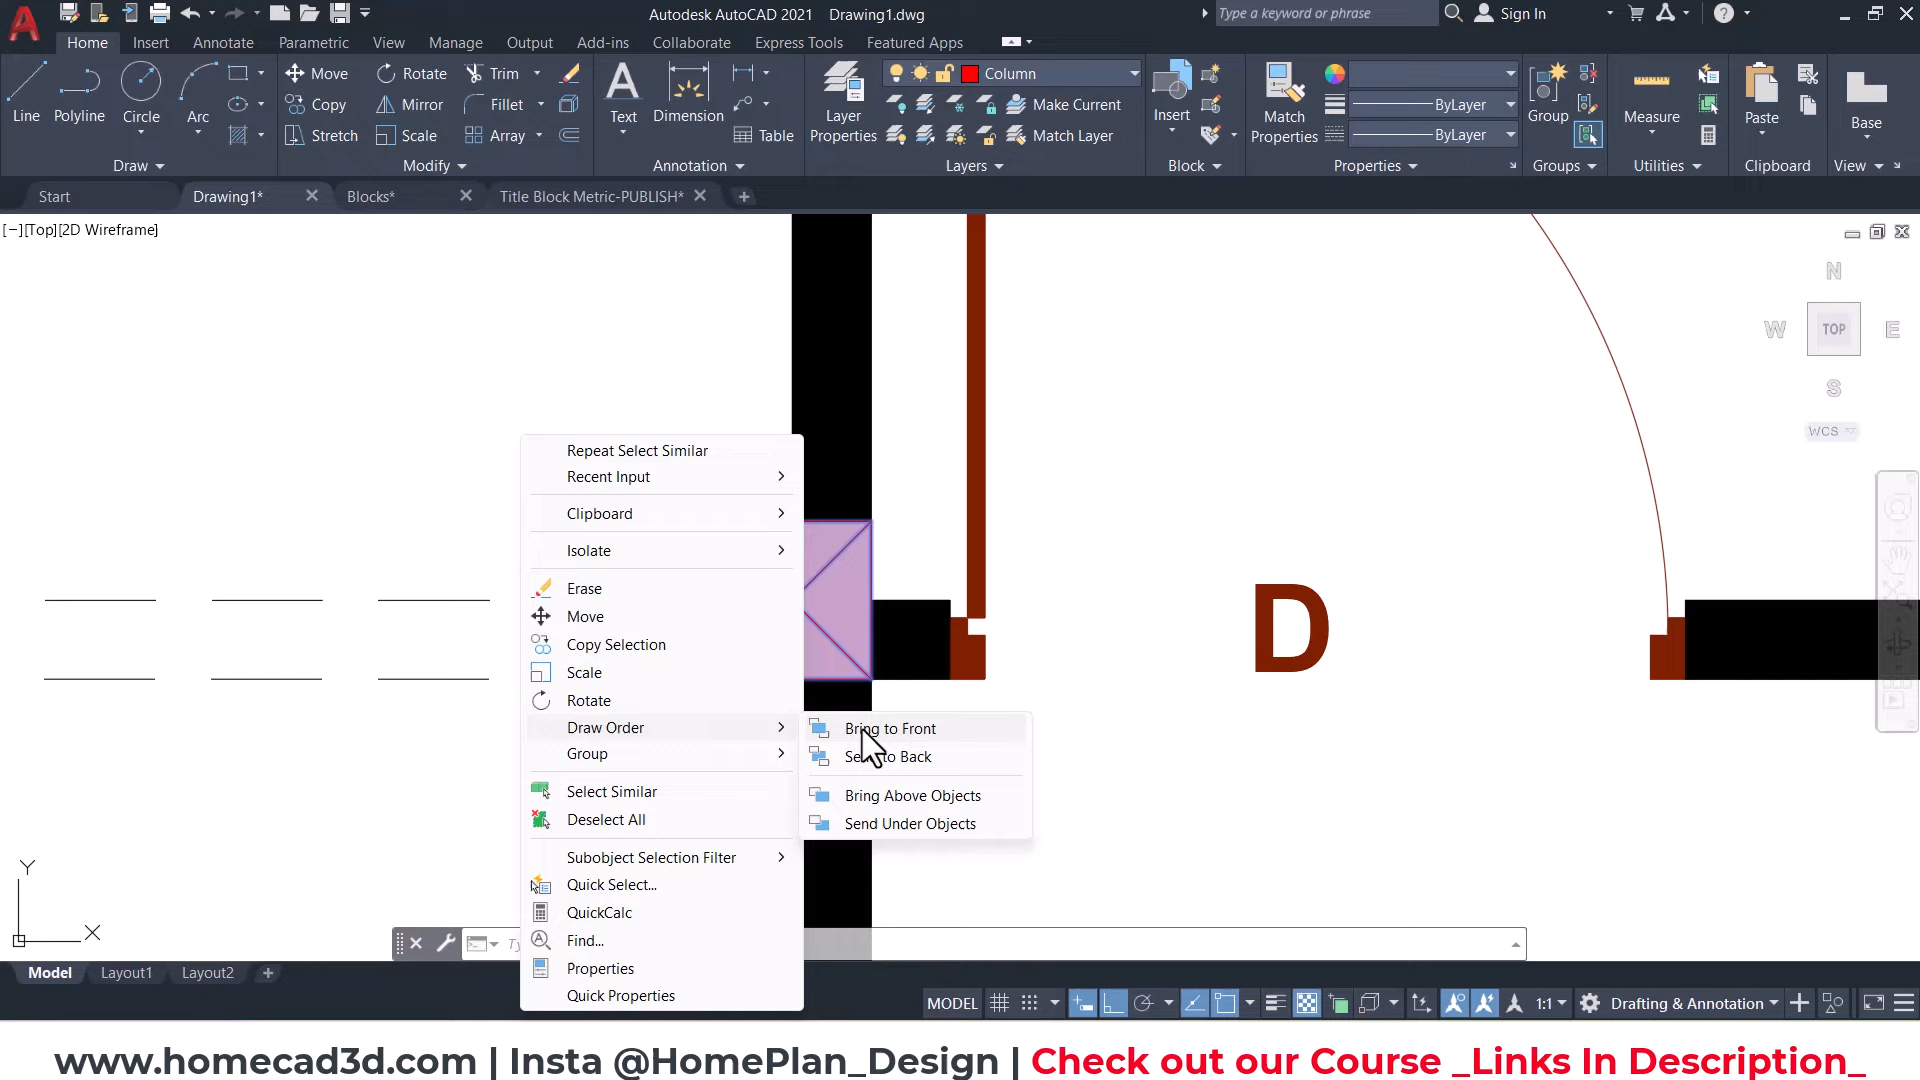 Autodesk AutoCAD 2021 Drawing1.dwg
Type a keyword or phrase
Sign In
Home Insert Annotate Parametric View Manage Output Add-ins Collaborate Express Tools Featured Apps
Line Polyline Circle Arc
Move Rotate Trim
Copy Mirror Fillet
Stretch Scale Array
Text Dimension Table
Layer Properties
Column
Make Current
Match Layer
Insert
Match Properties
ByLayer
ByLayer
Group
Measure
Paste
Base
Draw Modify Annotation Layers Block Properties Groups Utilities Clipboard View
Start Drawing1* Blocks* Title Block Metric-PUBLISH*
[−][Top][2D Wireframe]
N
W TOP E
S
WCS
D
Repeat Select Similar
Recent Input
Clipboard
Isolate
Erase
Move
Copy Selection
Scale
Rotate
Draw Order
Group
Select Similar
Deselect All
Subobject Selection Filter
Quick Select...
QuickCalc
Find...
Properties
Quick Properties
Bring to Front
to Back
Bring Above Objects
Send Under Objects
Y
X
Model Layout1 Layout2
MODEL 1:1 Drafting & Annotation
www.homecad3d.com | Insta @HomePlan_Design | Check out our Course _Links In Description_